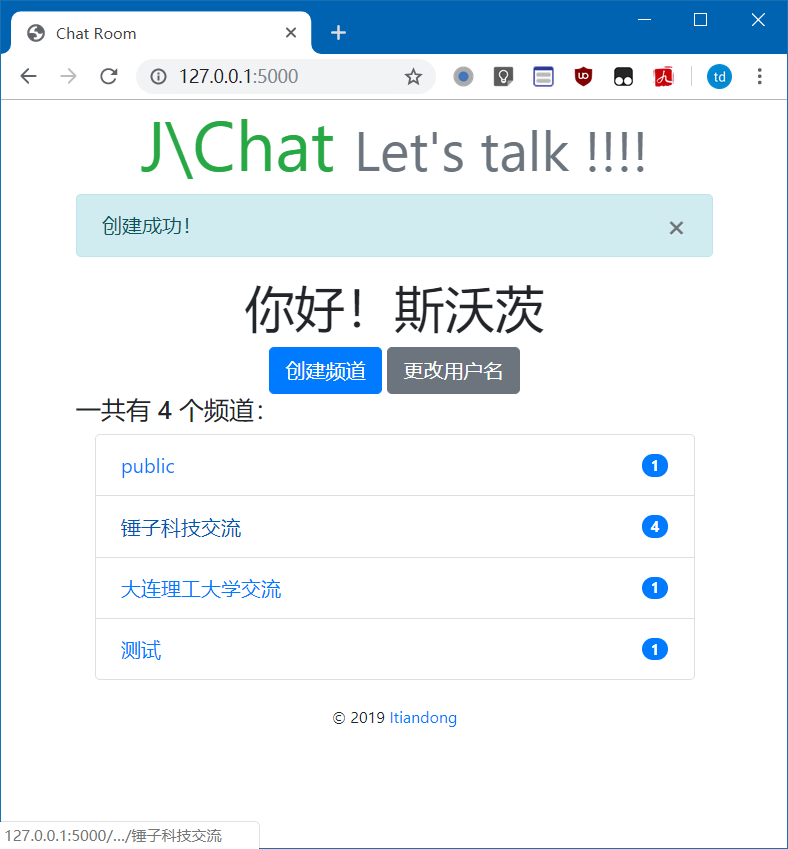 Chat Room
127.0.0.1:5000
td
J\Chat Let's talk !!!!
创建成功!
你好！斯沃茨
创建频道 更改用户名
一共有 4 个频道：
public 1
锤子科技交流 4
大连理工大学交流 1
测试 1
© 2019 Itiandong
127.0.0.1:5000/.../锤子科技交流